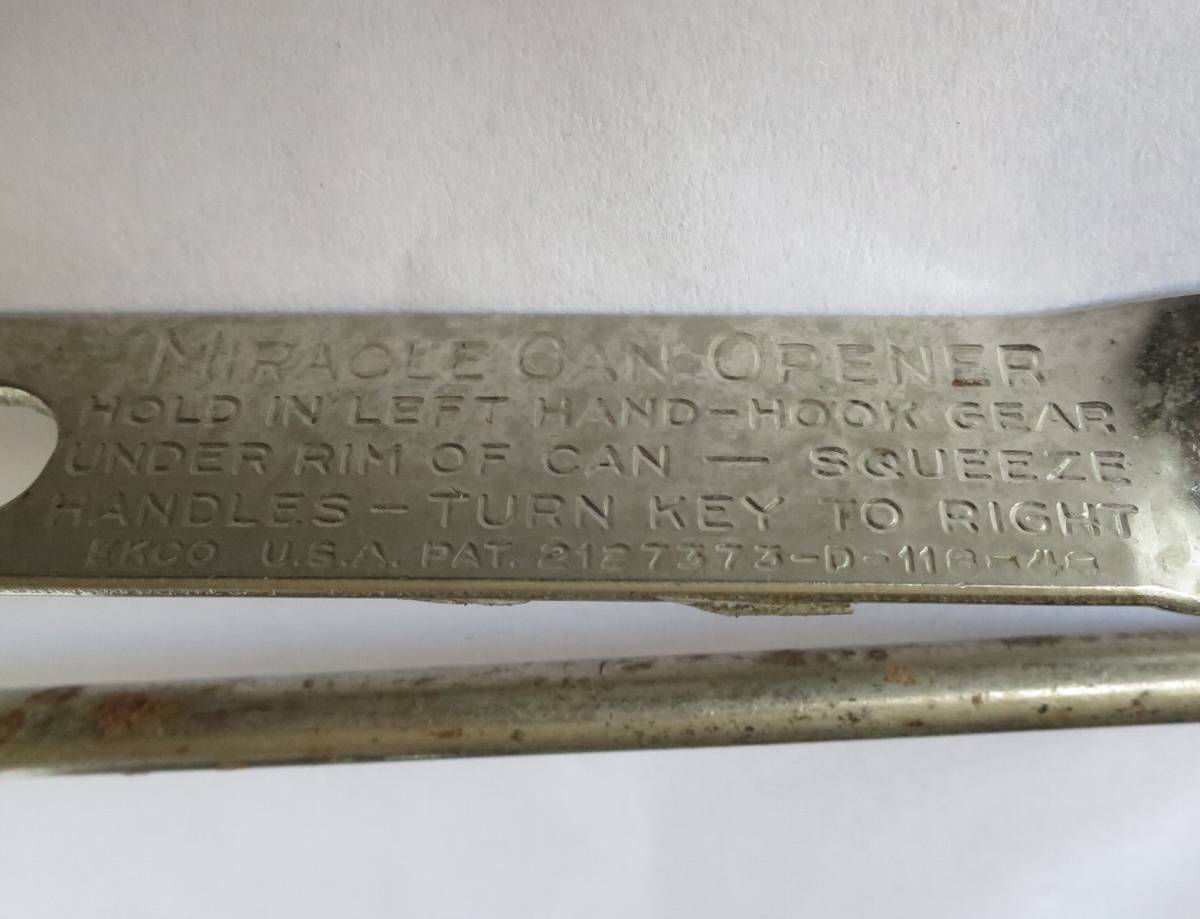 MIRACLE CAN OPENER
HOLD IN LEFT HAND-HOOK GEAR
UNDER RIM OF CAN — SQUEEZE
HANDLES - TURN KEY TO RIGHT
EKCO U.S.A. PAT. 2127373-D-